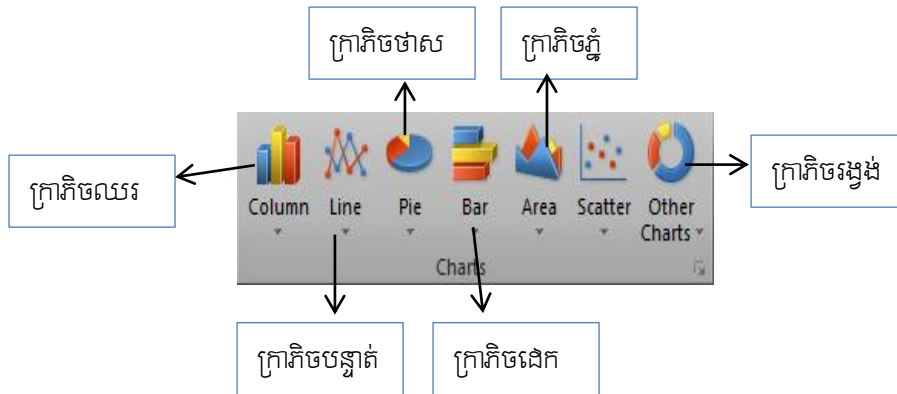 ក្រាភិចថាស
ក្រាភិចភ្នំ
ក្រាភិចឈរ
ក្រាភិចរង្វង់
Column Line Pie Bar Area Scatter Other
Charts
Charts
ក្រាភិចបន្ទាត់
ក្រាភិចដេក